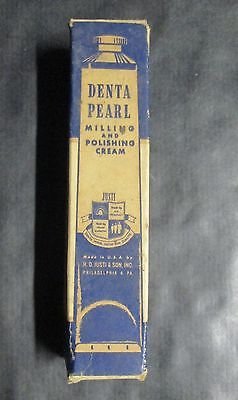 DENTA
PEARL
MILLING
AND
POLISHING
CREAM
JUSTI
Made in U.S.A. by
H. D. JUSTI & SON, INC.
PHILADELPHIA 4, PA.